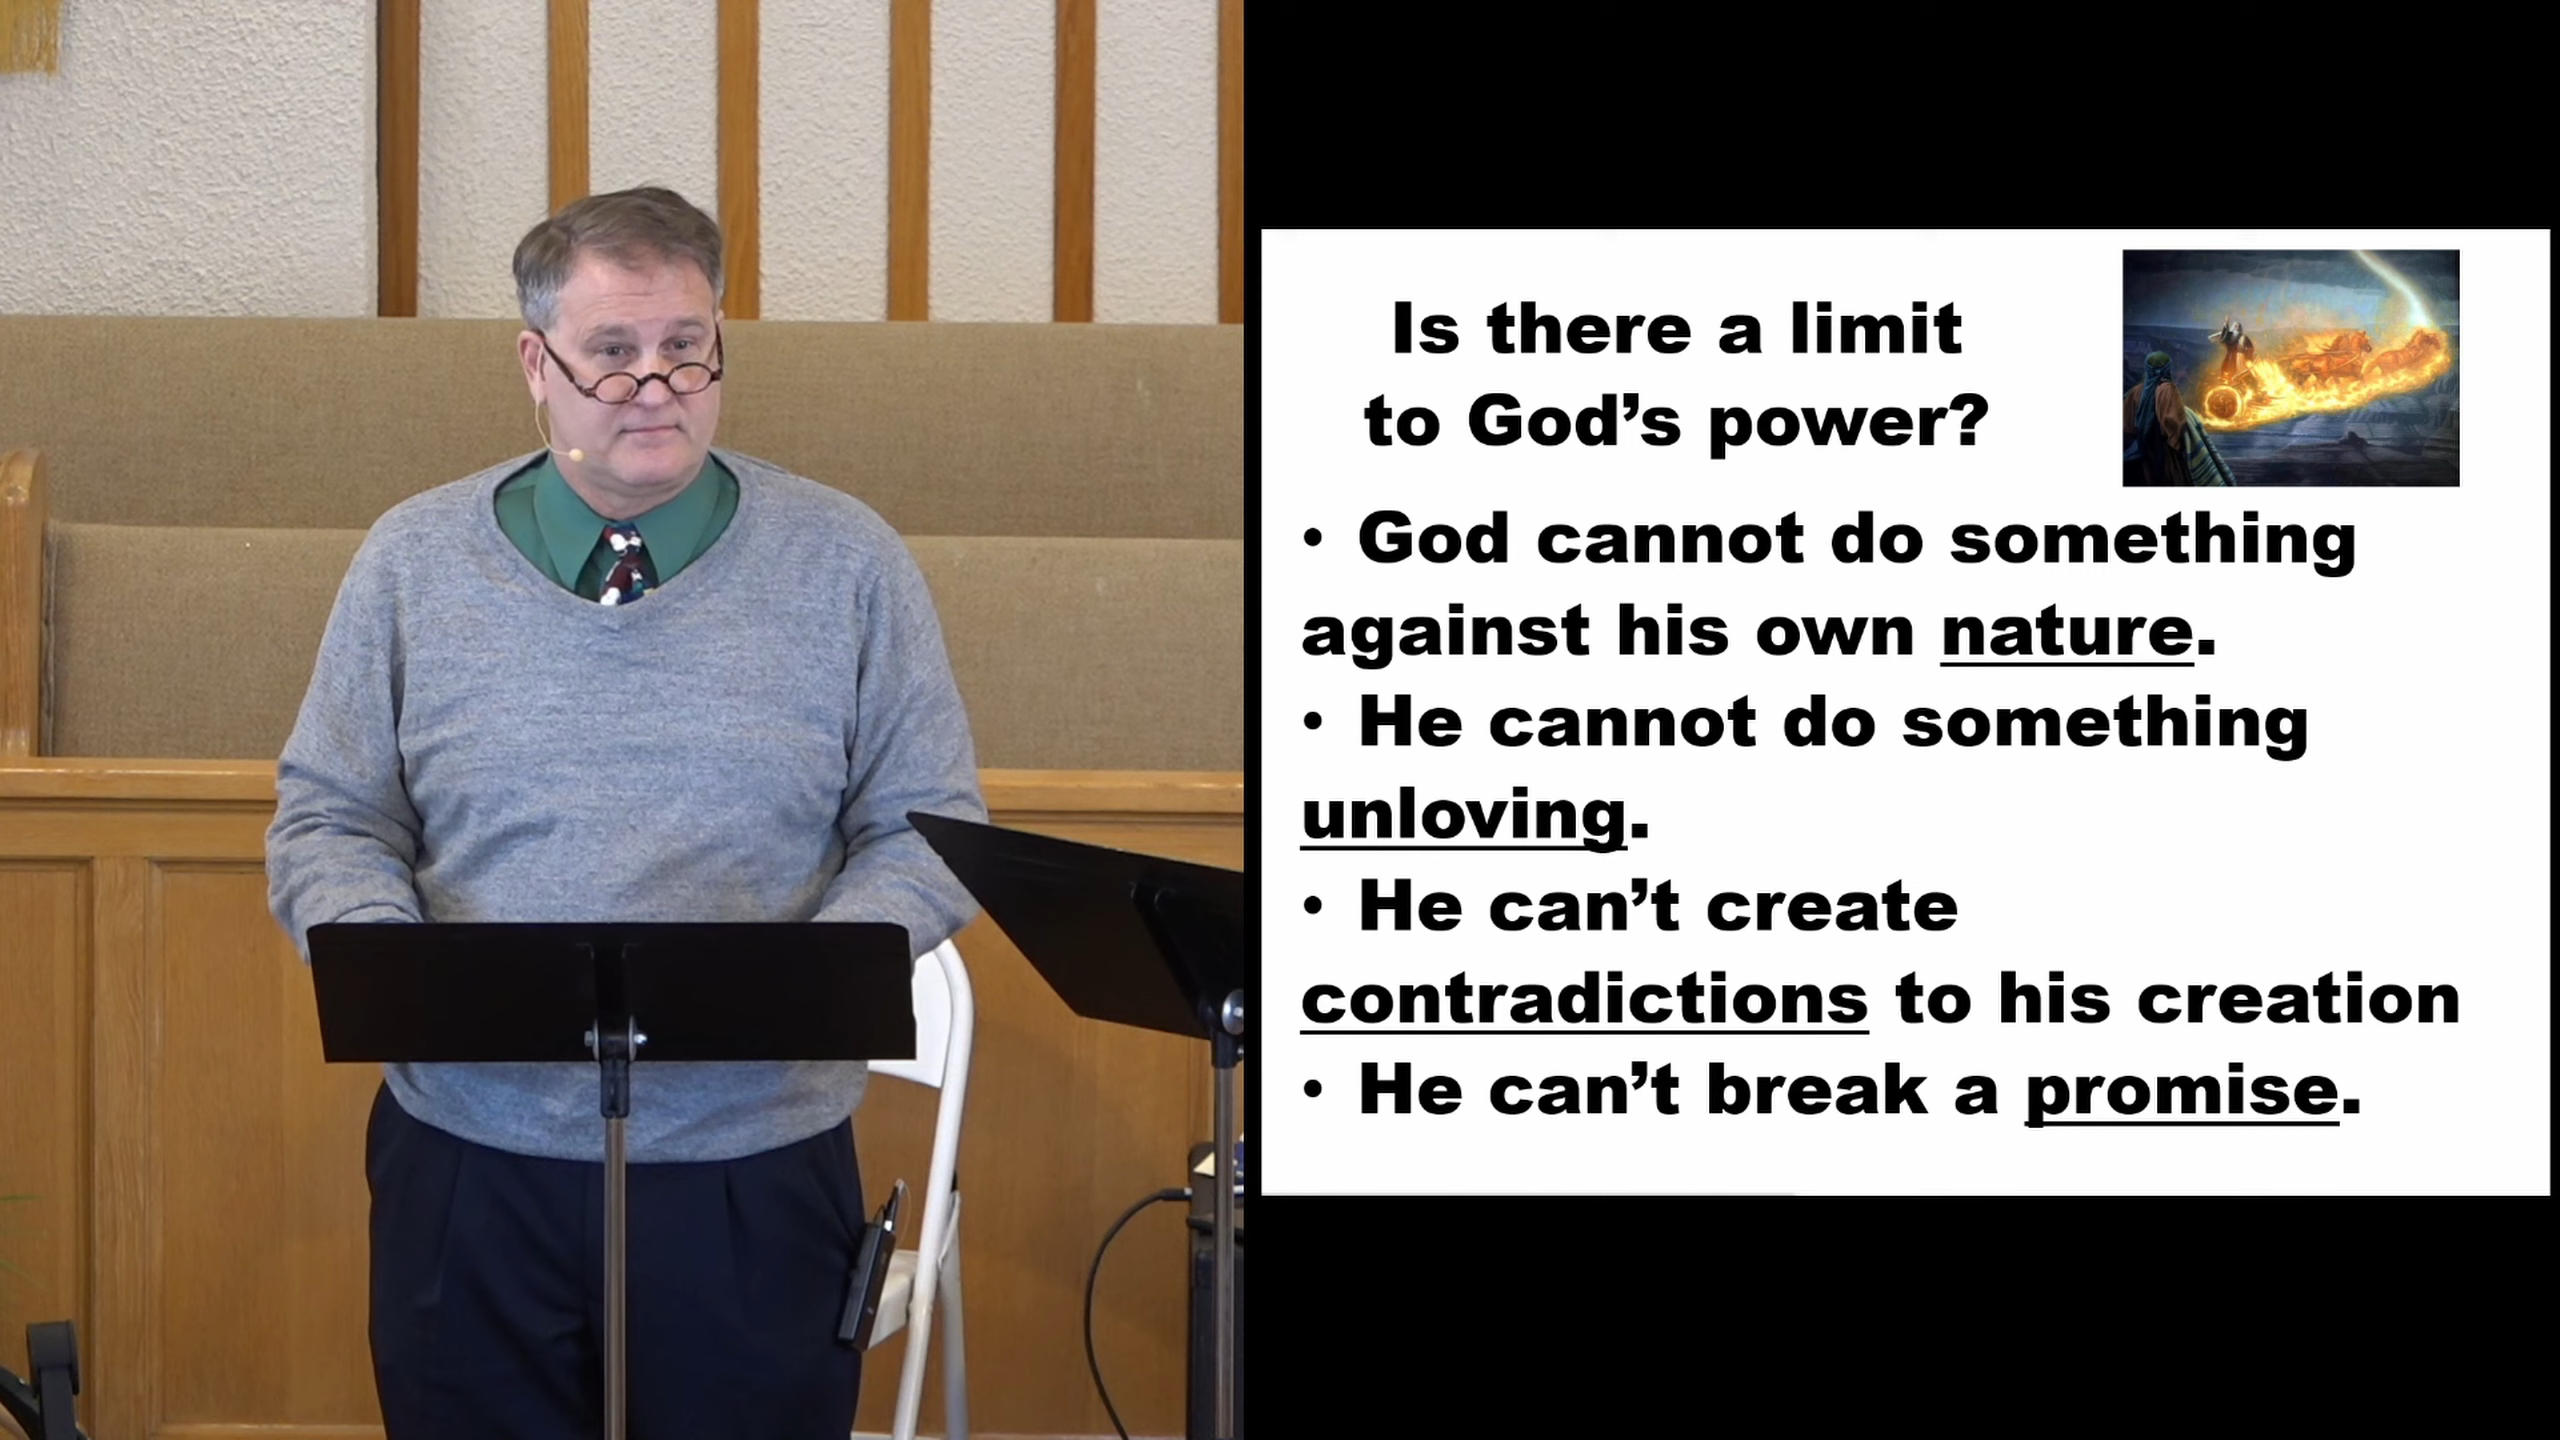 Is there a limit
to God’s power?
• God cannot do something
against his own nature.
• He cannot do something
unloving.
• He can’t create
contradictions to his creation
• He can’t break a promise.